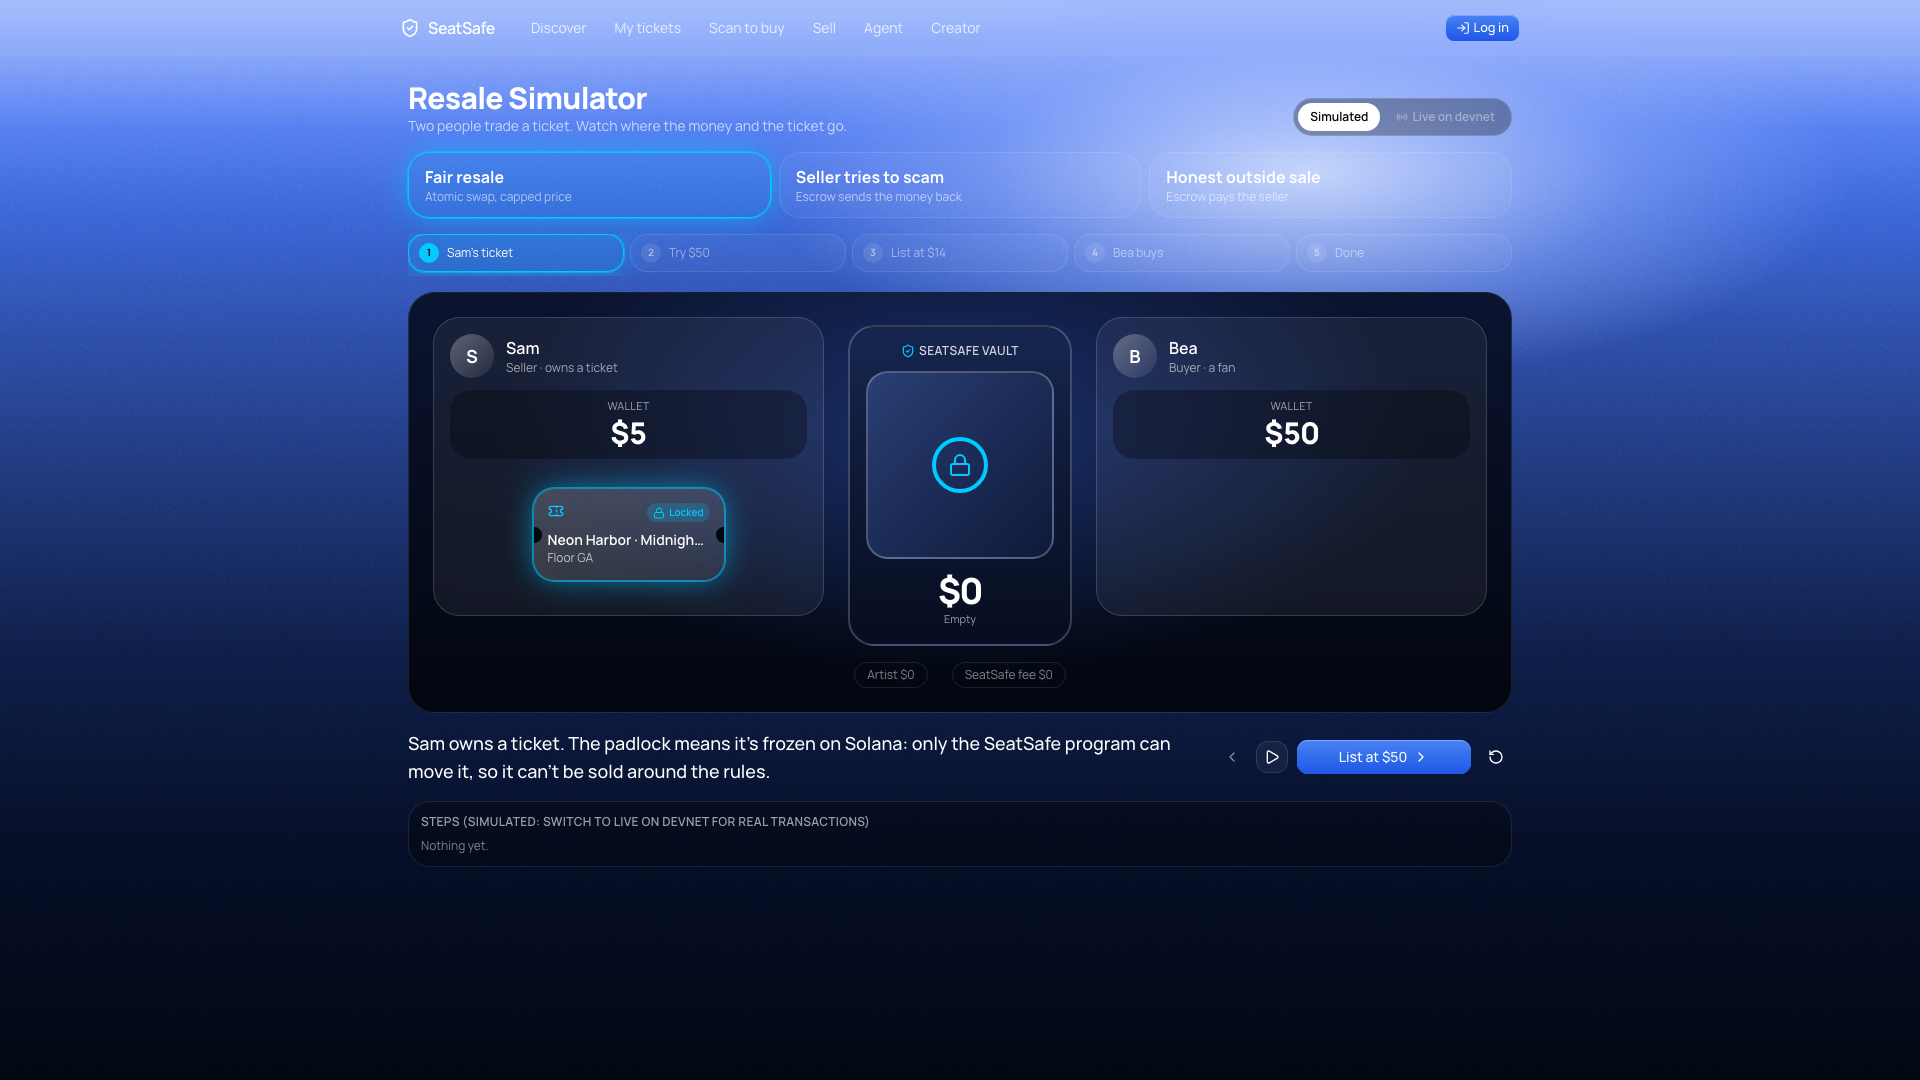 SeatSafe
Discover
My tickets
Scan to buy
Sell
Agent
Creator
Log in
Resale Simulator
Two people trade a ticket. Watch where the money and the ticket go.
Simulated
Live on devnet
Fair resale
Atomic swap, capped price
Seller tries to scam
Escrow sends the money back
Honest outside sale
Escrow pays the seller
1 Sam's ticket
2 Try $50
3 List at $14
4 Bea buys
5 Done
S
Sam
Seller · owns a ticket
WALLET
$5
Locked
Neon Harbor · Midnigh...
Floor GA
SEATSAFE VAULT
$0
Empty
B
Bea
Buyer · a fan
WALLET
$50
Artist $0
SeatSafe fee $0
Sam owns a ticket. The padlock means it's frozen on Solana: only the SeatSafe program can
move it, so it can't be sold around the rules.
List at $50
STEPS (SIMULATED: SWITCH TO LIVE ON DEVNET FOR REAL TRANSACTIONS)
Nothing yet.